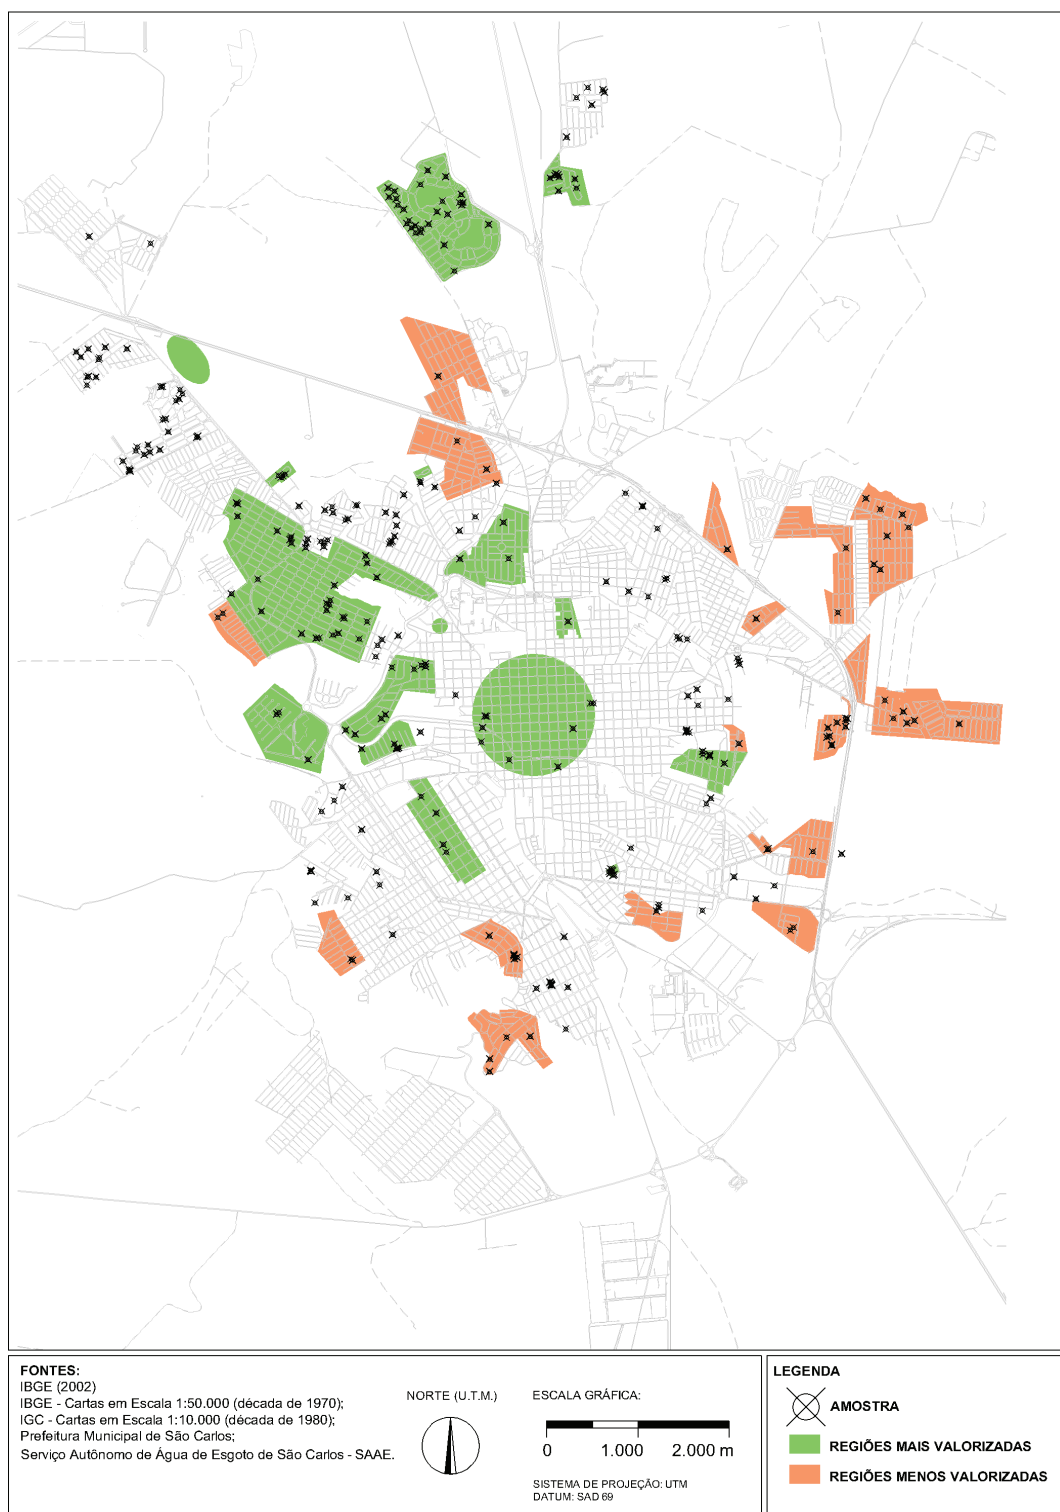 FONTES:
IBGE (2002)
IBGE - Cartas em Escala 1:50.000 (década de 1970);
IGC - Cartas em Escala 1:10.000 (década de 1980);
Prefeitura Municipal de São Carlos;
Serviço Autônomo de Água de Esgoto de São Carlos - SAAE.
NORTE (U.T.M.)
ESCALA GRÁFICA:
0 1.000 2.000 m
SISTEMA DE PROJEÇÃO: UTM
DATUM: SAD 69
LEGENDA
AMOSTRA
REGIÕES MAIS VALORIZADAS
REGIÕES MENOS VALORIZADAS